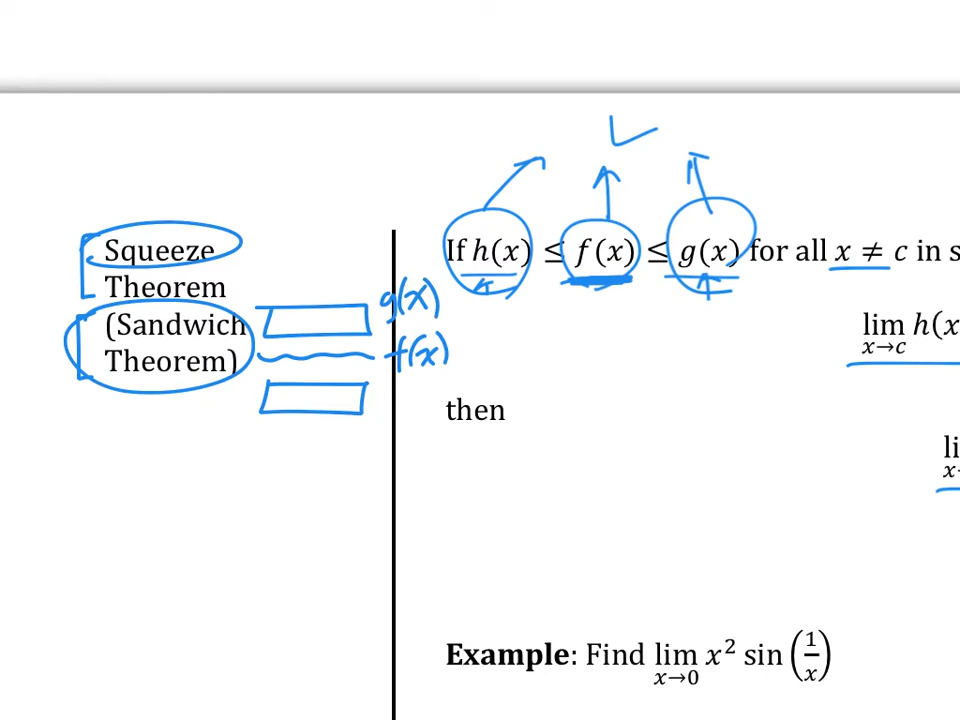 L
Squeeze
Theorem
(Sandwich
Theorem)
g(x)
f(x)
If h(x) ≤ f(x) ≤ g(x) for all x ≠ c in s
lim h(x
x→c
then
li
x
Example: Find lim x² sin (1/x)
x→0